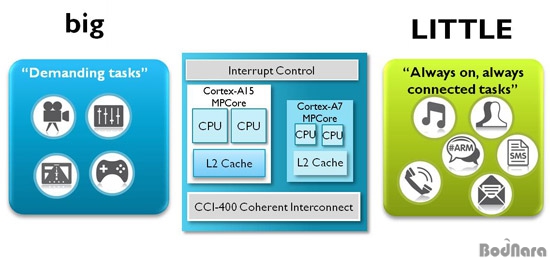 big
LITTLE
“Demanding tasks”
Interrupt Control
Cortex-A15
MPCore
CPU
CPU
L2 Cache
Cortex-A7
MPCore
CPU
CPU
L2 Cache
CCI-400 Coherent Interconnect
“Always on, always
connected tasks”
#ARM
SMS
BodNara